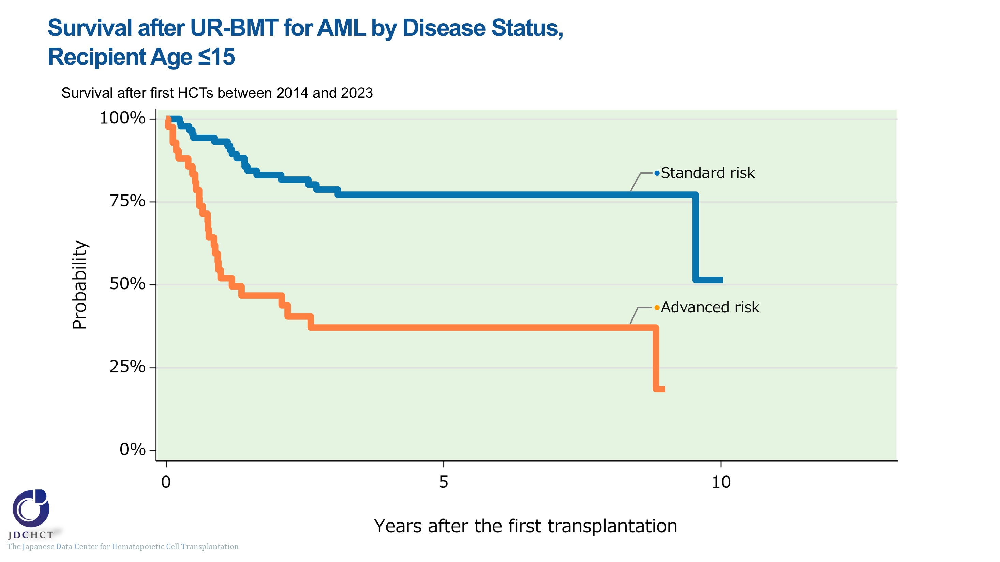 Survival after UR-BMT for AML by Disease Status,
Recipient Age ≤15
Survival after first HCTs between 2014 and 2023
100%
75%
50%
25%
0%
Probability
Standard risk
Advanced risk
0
5
10
Years after the first transplantation
JDCHCT
The Japanese Data Center for Hematopoietic Cell Transplantation